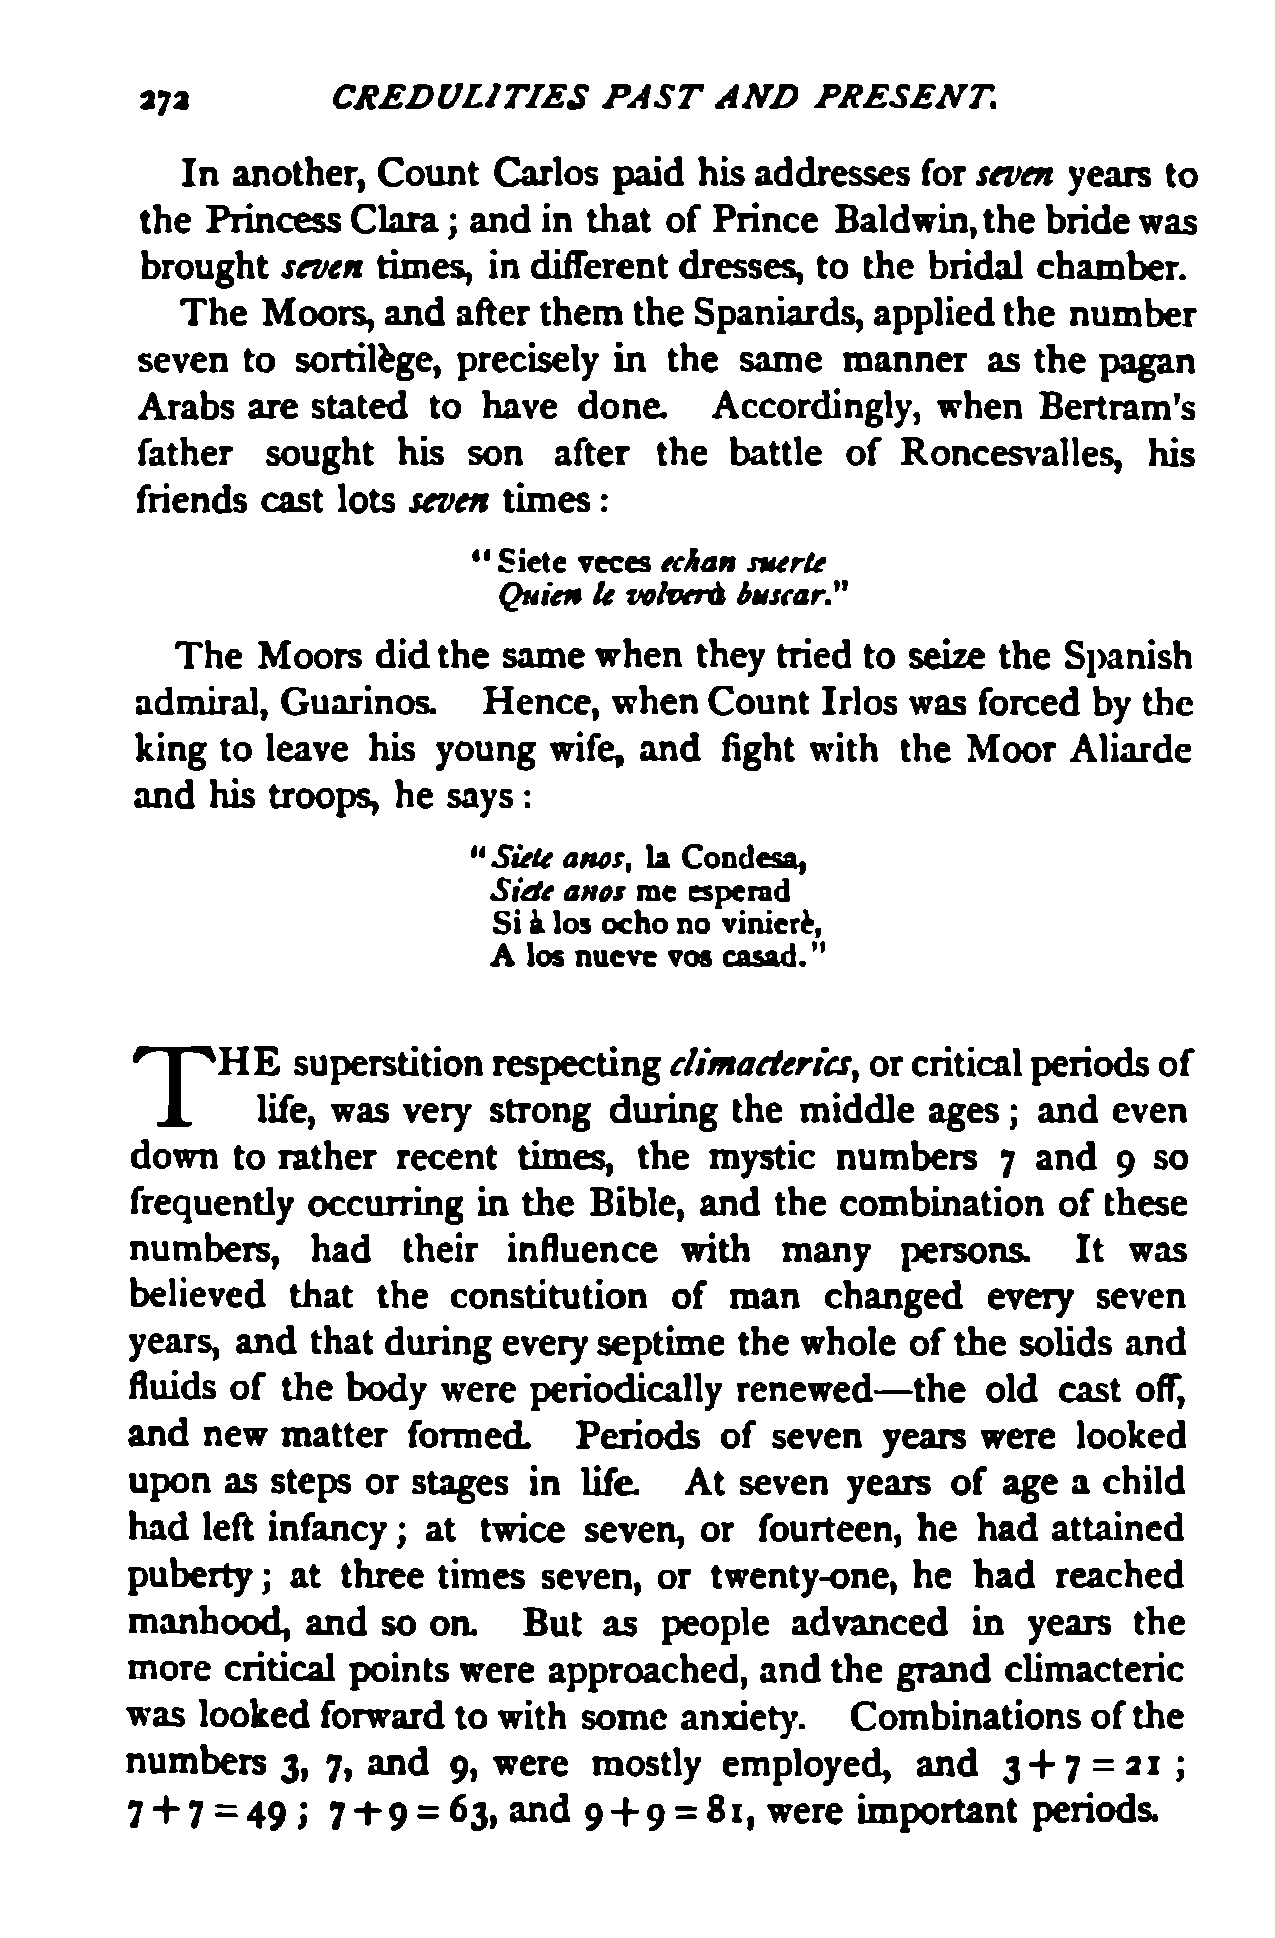 272 CREDULITIES PAST AND PRESENT.
In another, Count Carlos paid his addresses for seven years to
the Princess Clara ; and in that of Prince Baldwin, the bride was
brought seven times, in different dresses, to the bridal chamber.
The Moors, and after them the Spaniards, applied the number
seven to sortilège, precisely in the same manner as the pagan
Arabs are stated to have done. Accordingly, when Bertram's
father sought his son after the battle of Roncesvalles, his
friends cast lots seven times :
"Siete veces echan suerte
Quien le volverà buscar."
The Moors did the same when they tried to seize the Spanish
admiral, Guarinos. Hence, when Count Irlos was forced by the
king to leave his young wife, and fight with the Moor Aliarde
and his troops, he says :
"Siete anos, la Condesa,
Siete anos me esperad
Si à los ocho no vinierè,
A los nueve vos casad."
THE superstition respecting climacterics, or critical periods of
life, was very strong during the middle ages ; and even
down to rather recent times, the mystic numbers 7 and 9 so
frequently occurring in the Bible, and the combination of these
numbers, had their influence with many persons. It was
believed that the constitution of man changed every seven
years, and that during every septime the whole of the solids and
fluids of the body were periodically renewed—the old cast off,
and new matter formed. Periods of seven years were looked
upon as steps or stages in life. At seven years of age a child
had left infancy ; at twice seven, or fourteen, he had attained
puberty ; at three times seven, or twenty-one, he had reached
manhood, and so on. But as people advanced in years the
more critical points were approached, and the grand climacteric
was looked forward to with some anxiety. Combinations of the
numbers 3, 7, and 9, were mostly employed, and 3 + 7 = 21 ;
7 + 7 = 49 ; 7 + 9 = 63, and 9 + 9 = 81, were important periods.